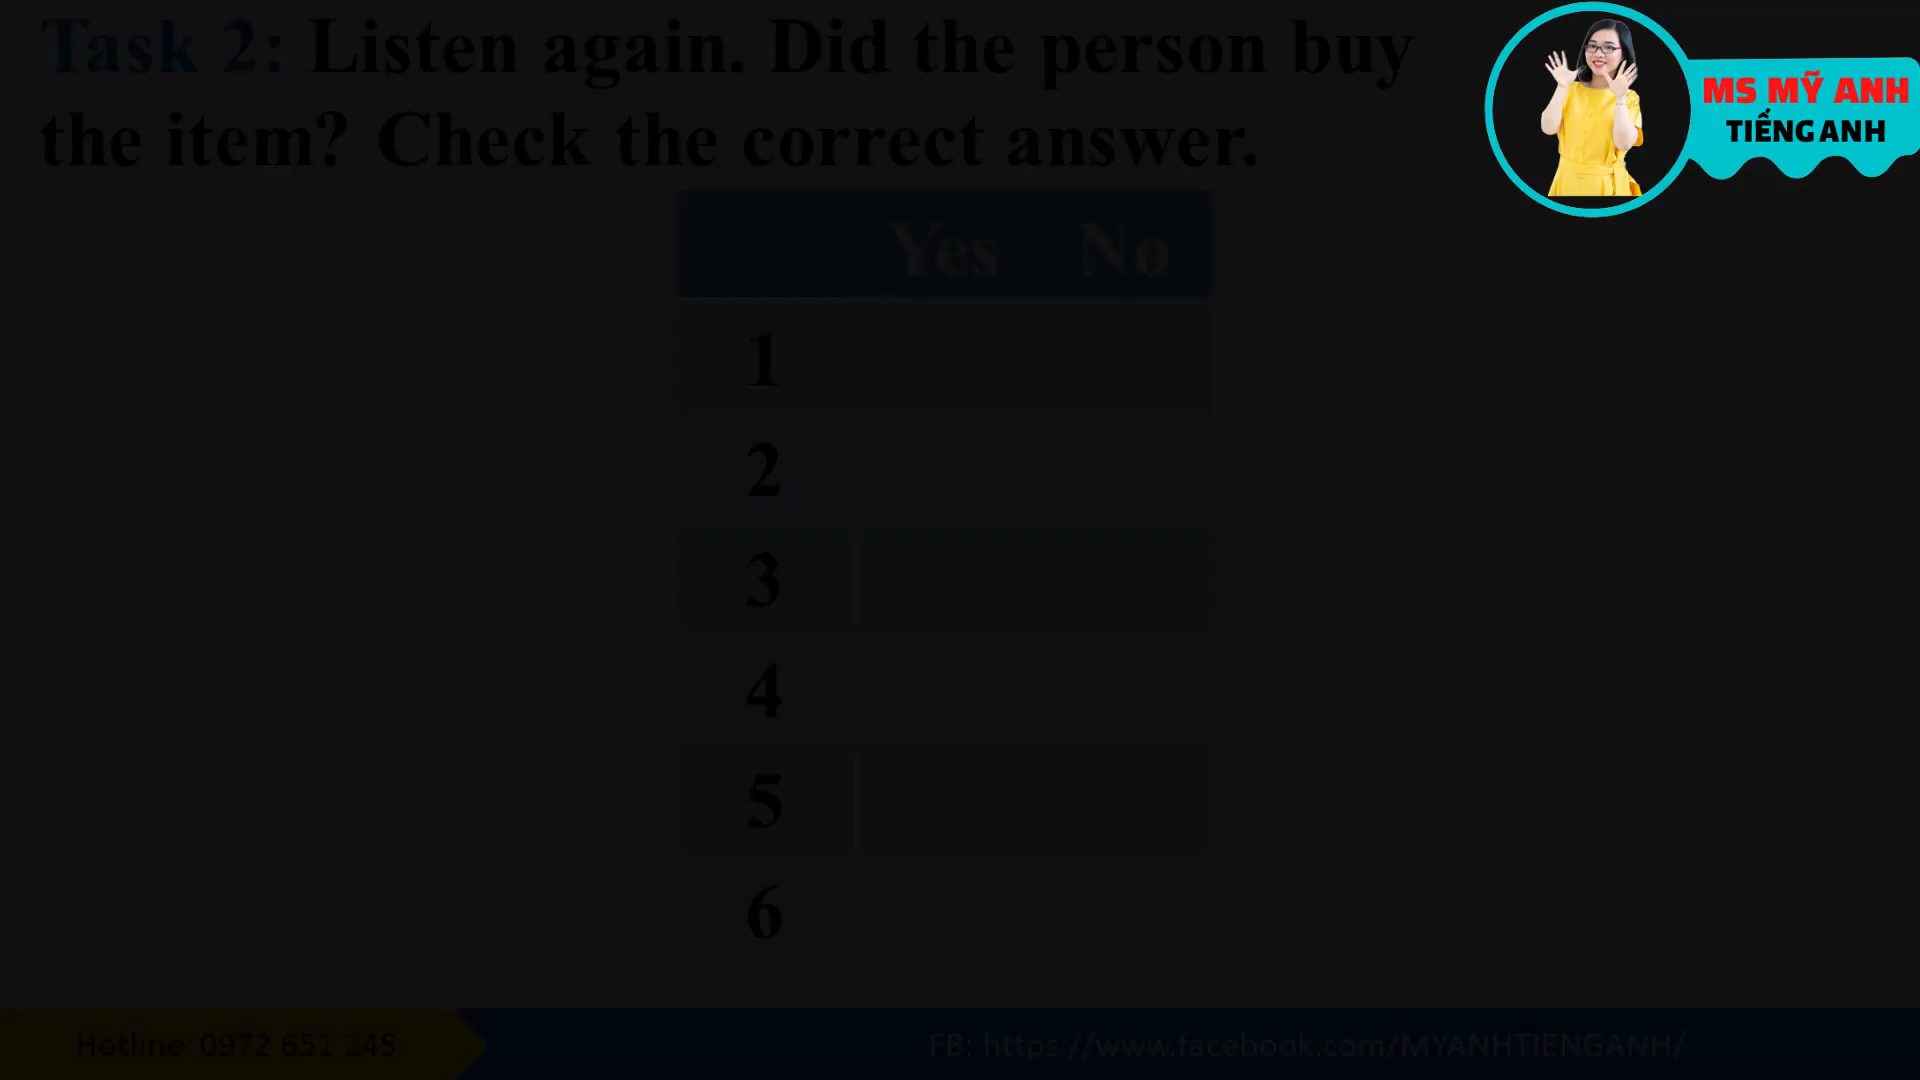 Task 2: Listen again. Did the person buy
the item? Check the correct answer.
MS MỸ ANH
TIẾNG ANH
Yes No
1
2
3
4
5
6
Hotline: 0972 651 245
FB: https://www.facebook.com/MYANHTIENGANH/